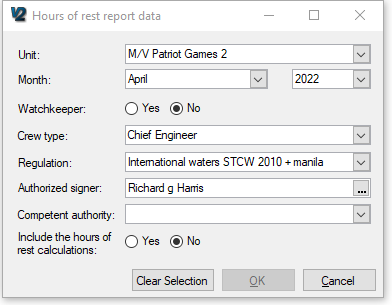 V2 Hours of rest report data
Unit: M/V Patriot Games 2
Month: April 2022
Watchkeeper: Yes No
Crew type: Chief Engineer
Regulation: International waters STCW 2010 + manila
Authorized signer: Richard g Harris ...
Competent authority:
Include the hours of
rest calculations: Yes No
Clear Selection OK Cancel